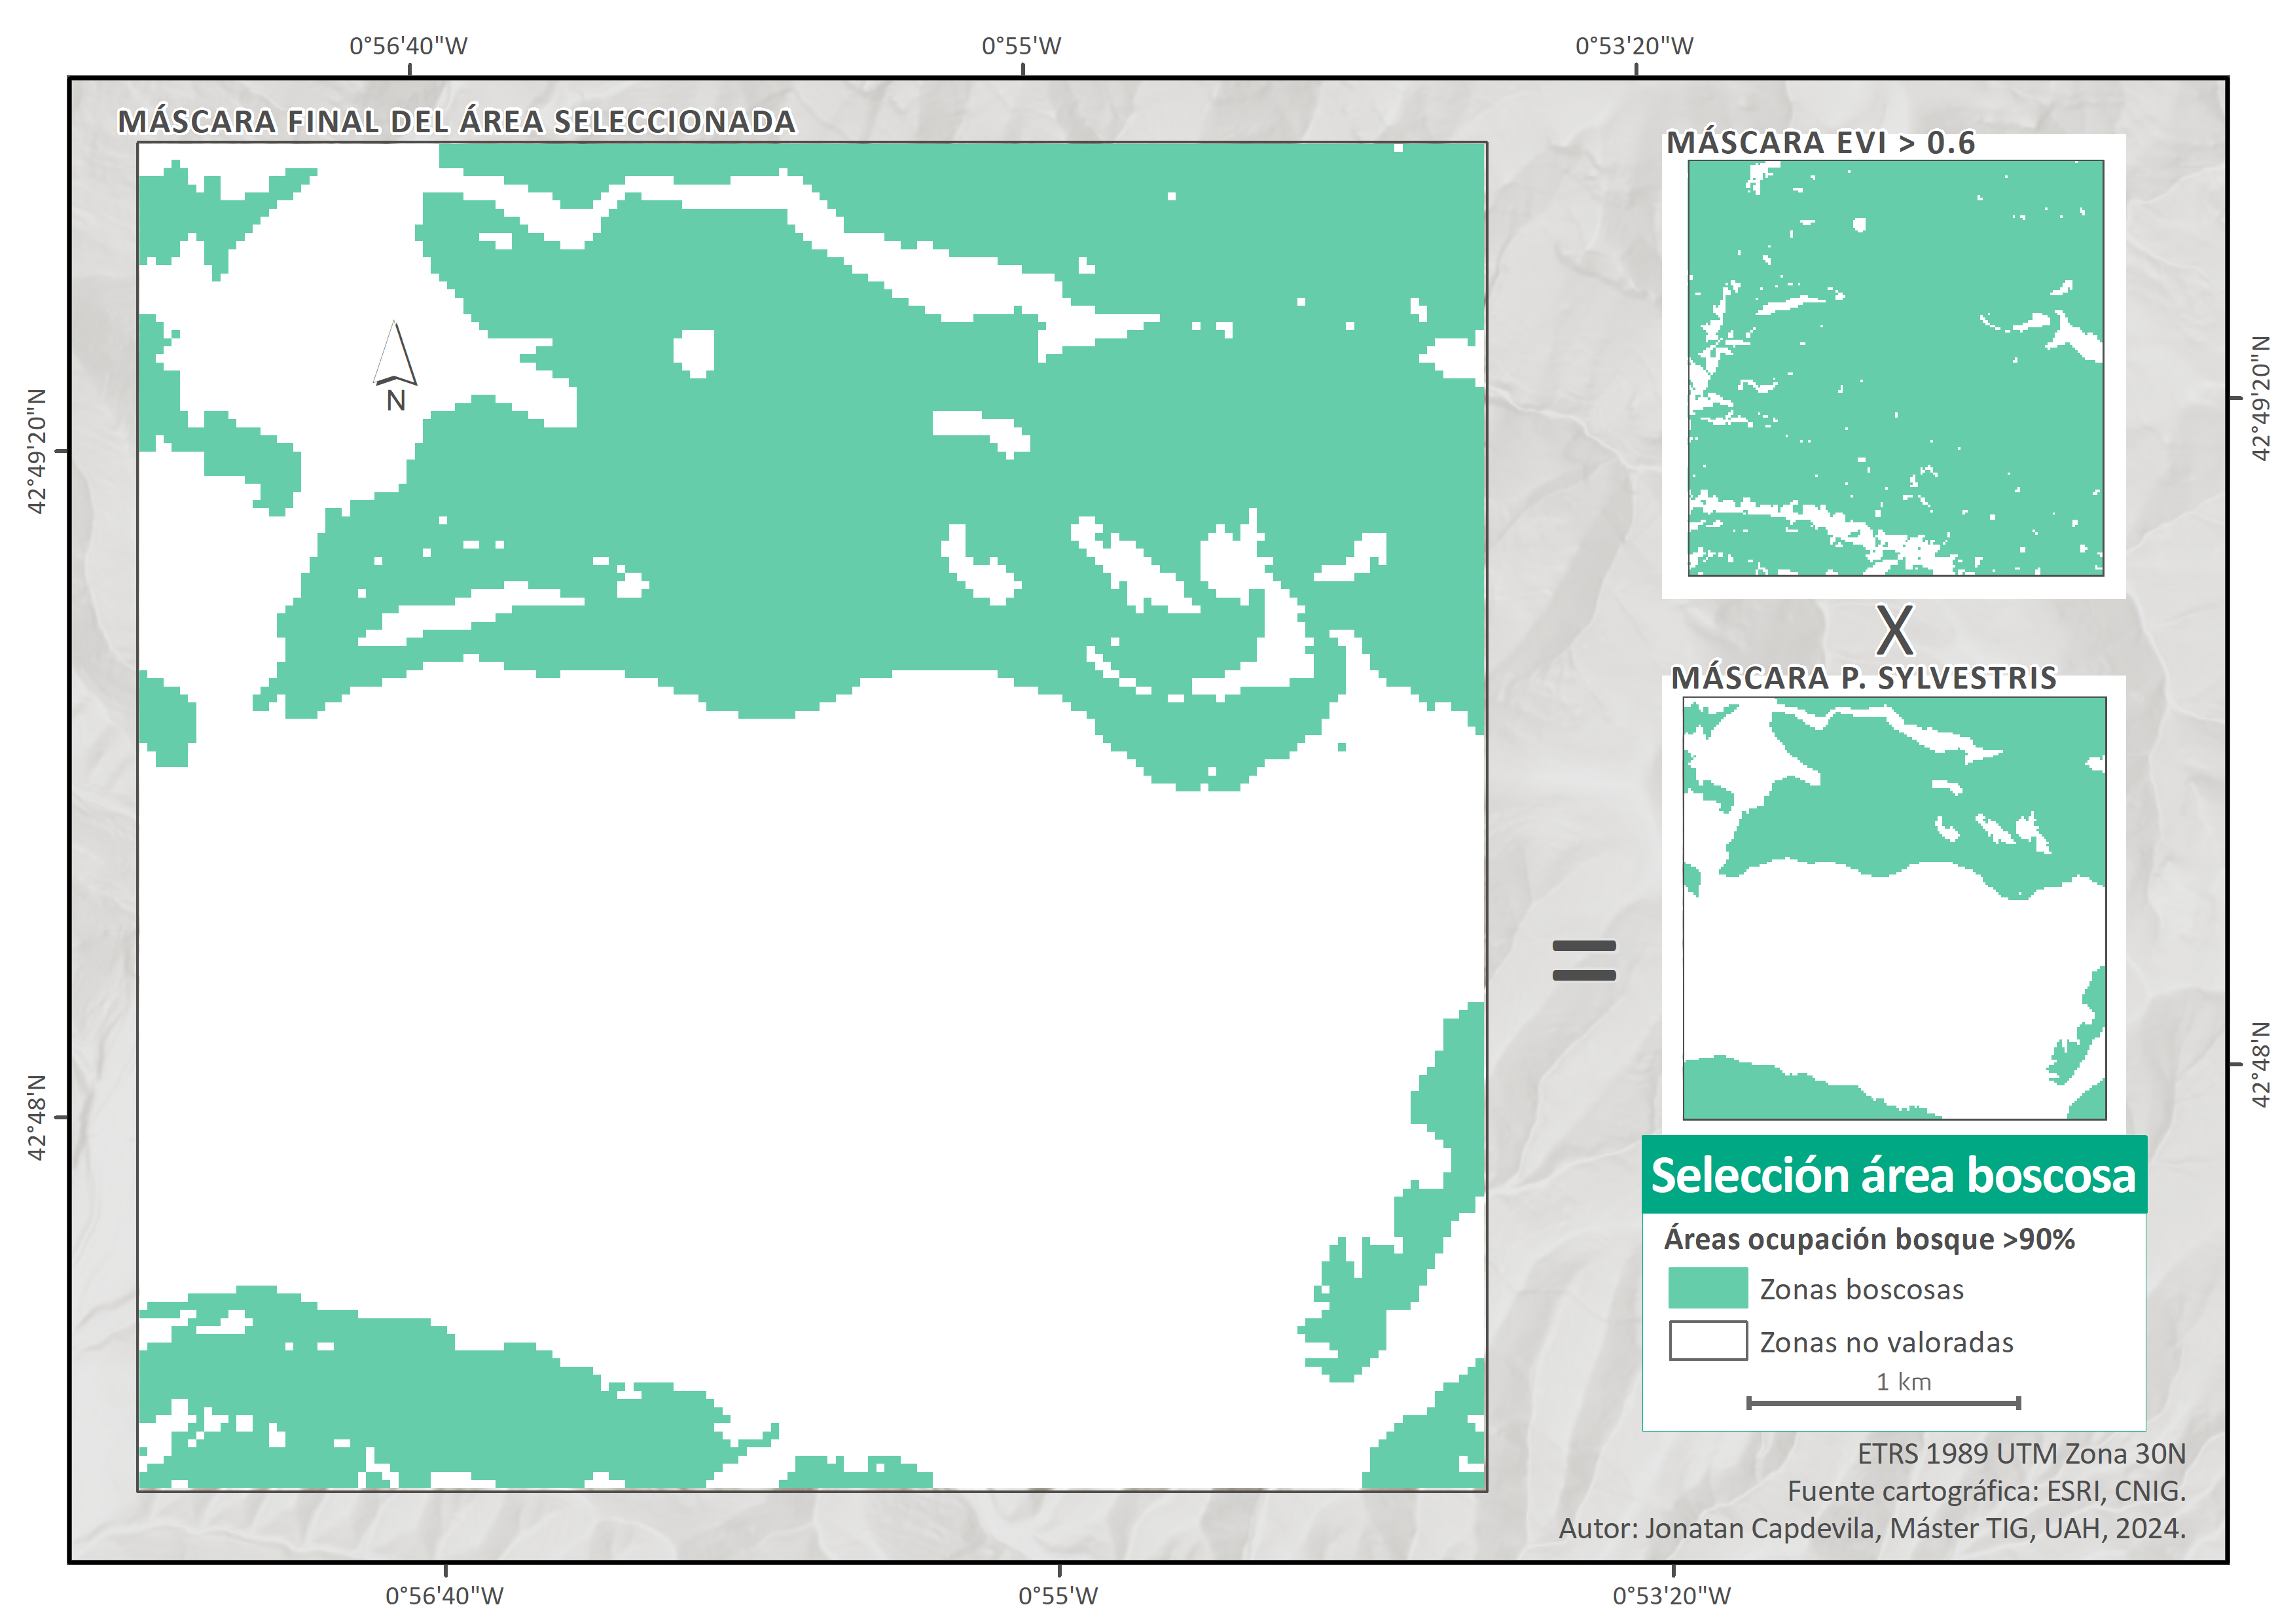 0°56'40"W
0°55'W
0°53'20"W
MÁSCARA FINAL DEL ÁREA SELECCIONADA
MÁSCARA EVI > 0.6
42°49'20"N
42°49'20"N
N
X
MÁSCARA P. SYLVESTRIS
=
42°48'N
42°48'N
Selección área boscosa
Áreas ocupación bosque >90%
Zonas boscosas
Zonas no valoradas
1 km
ETRS 1989 UTM Zona 30N
Fuente cartográfica: ESRI, CNIG.
Autor: Jonatan Capdevila, Máster TIG, UAH, 2024.
0°56'40"W
0°55'W
0°53'20"W